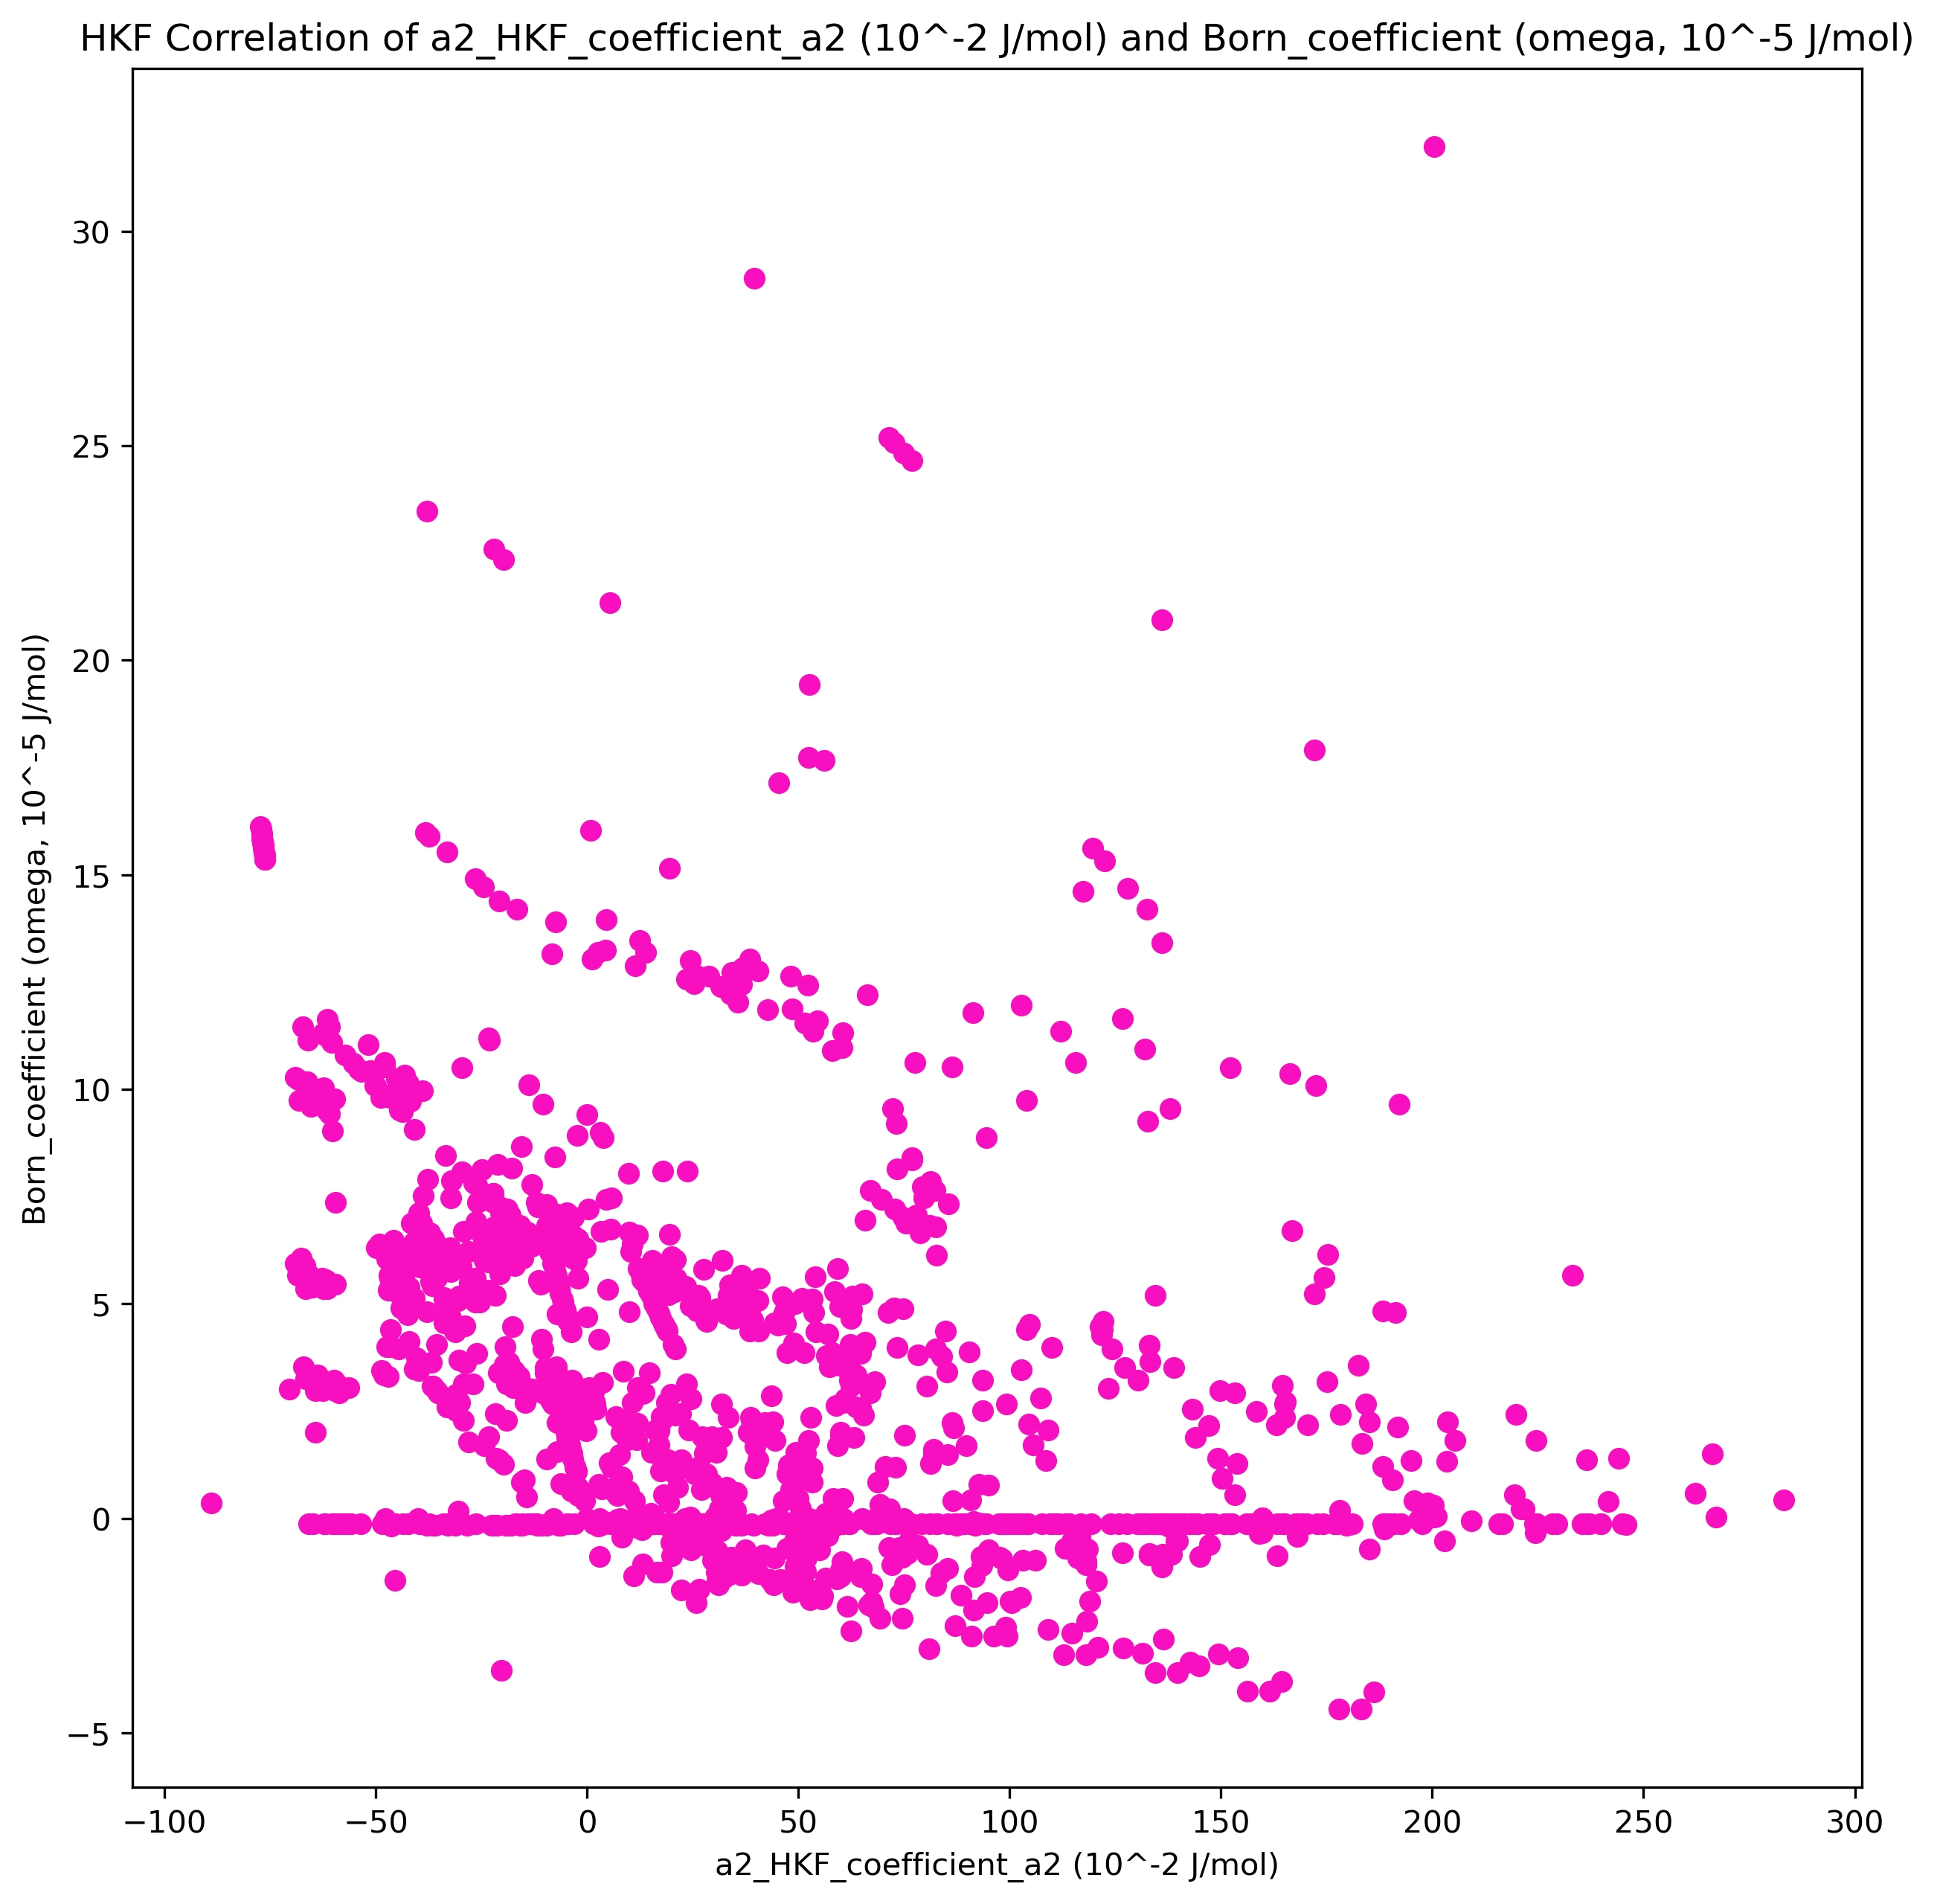 HKF Correlation of a2_HKF_coefficient_a2 (10^-2 J/mol) and Born_coefficient (omega, 10^-5 J/mol)
Born_coefficient (omega, 10^-5 J/mol)
30
25
20
15
10
5
0
−5
−100 −50 0 50 100 150 200 250 300
a2_HKF_coefficient_a2 (10^-2 J/mol)